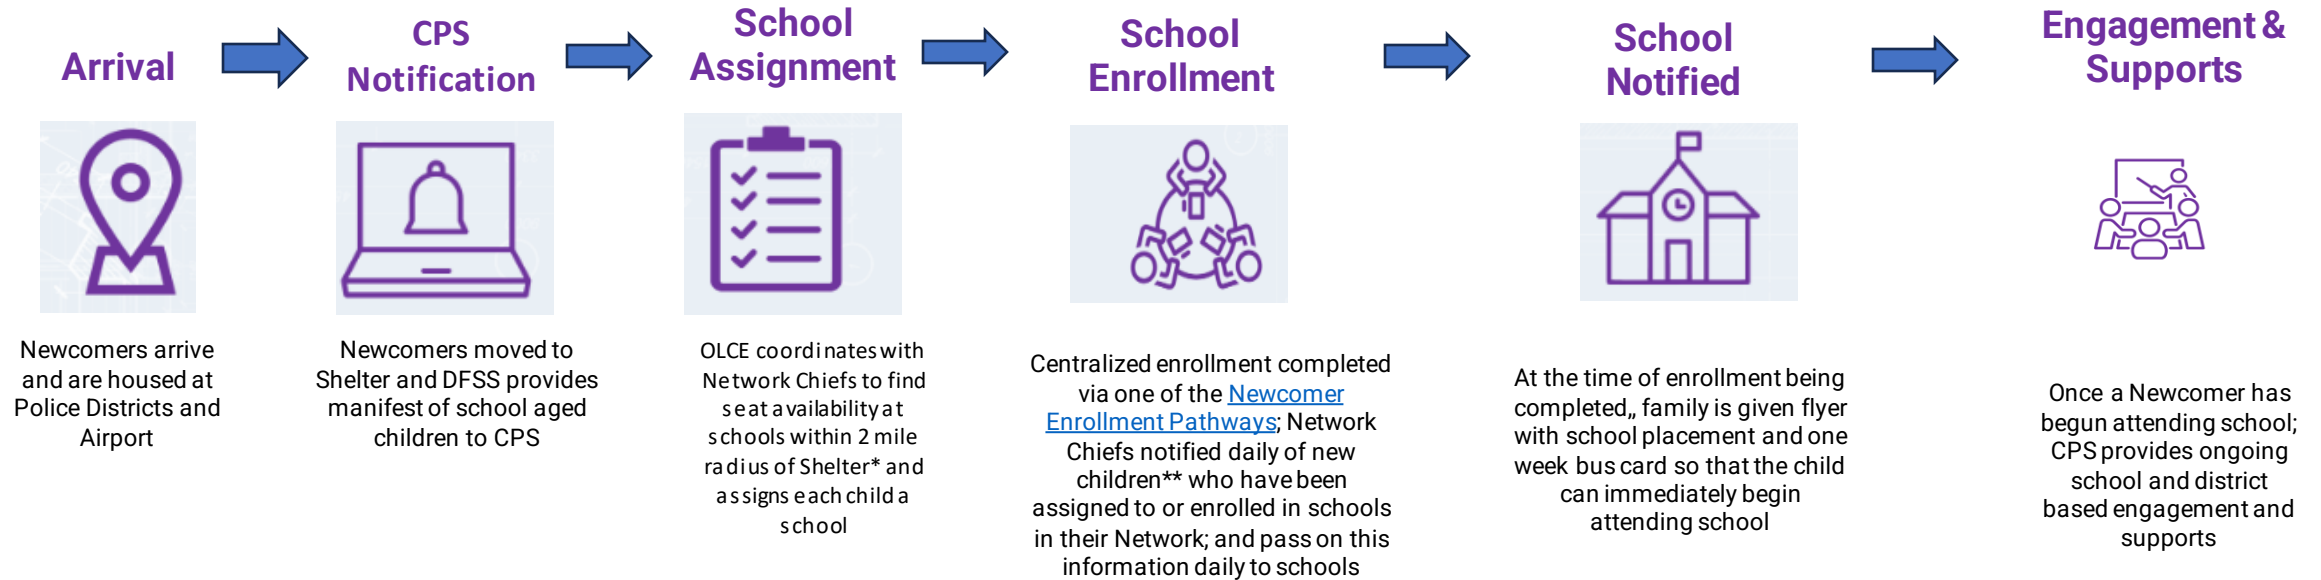 Arrival
Newcomers arrive
and are housed at
Police Districts and
Airport
CPS
Notification
Newcomers moved to
Shelter and DFSS provides
manifest of school aged
children to CPS
School
Assignment
OLCE coordinates with
Network Chiefs to find
seat availability at
schools within 2 mile
radius of Shelter* and
assigns each child a
school
School
Enrollment
Centralized enrollment completed
via one of the Newcomer
Enrollment Pathways; Network
Chiefs notified daily of new
children** who have been
assigned to or enrolled in schools
in their Network; and pass on this
information daily to schools
School
Notified
At the time of enrollment being
completed,, family is given flyer
with school placement and one
week bus card so that the child
can immediately begin
attending school
Engagement &
Supports
Once a Newcomer has
begun attending school;
CPS provides ongoing
school and district
based engagement and
supports